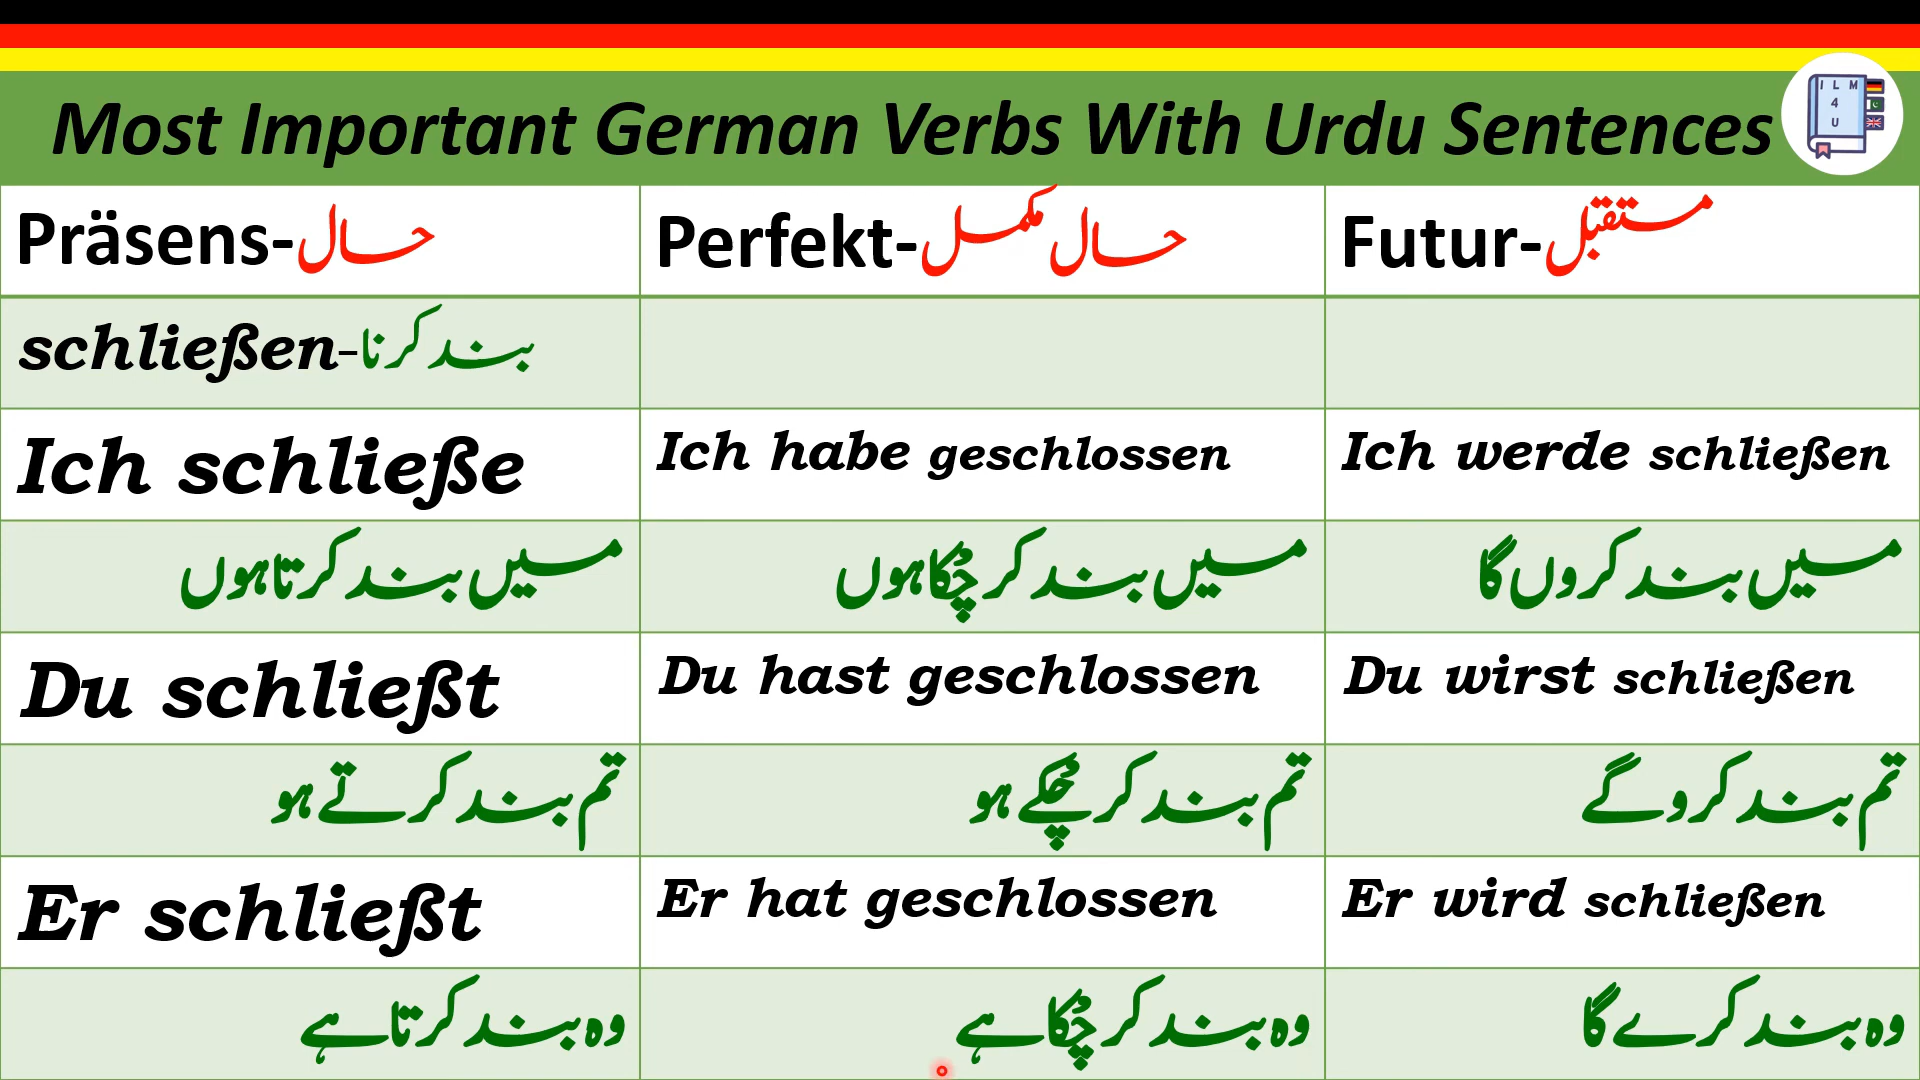 Most Important German Verbs With Urdu Sentences
I L M
4
U
Präsens-حال
Perfekt-حال مکمل
Futur-مستقبل
schließen-بند کرنا
Ich schließe
Ich habe geschlossen
Ich werde schließen
میں بند کرتا ہوں
میں بند کر چُکا ہوں
میں بند کروں گا
Du schließt
Du hast geschlossen
Du wirst schließen
تم بند کرتے ہو
تم بند کر چُکے ہو
تم بند کرو گے
Er schließt
Er hat geschlossen
Er wird schließen
وہ بند کرتا ہے
وہ بند کر چُکا ہے
وہ بند کرے گا